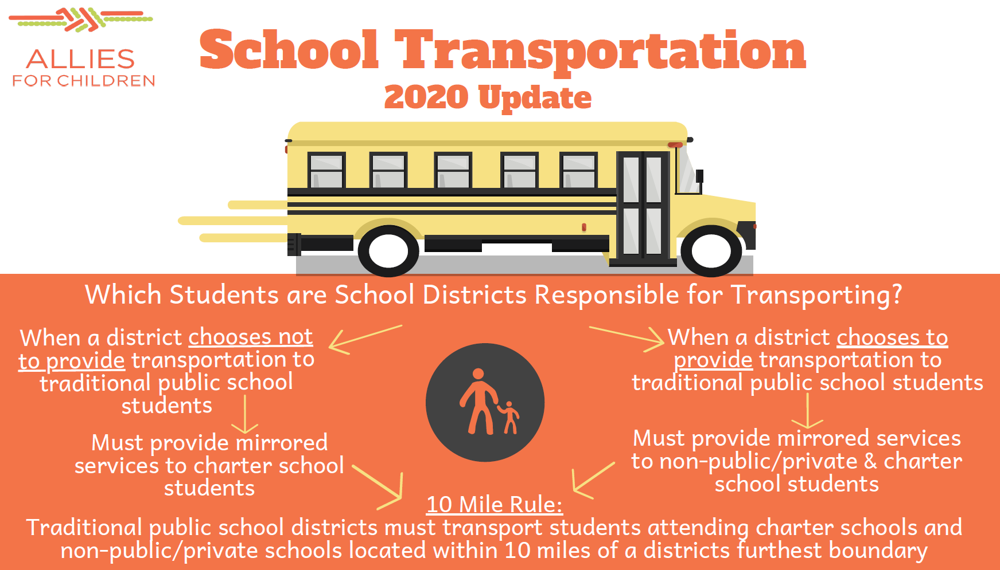 ALLIES
FOR CHILDREN
School Transportation
2020 Update
Which Students are School Districts Responsible for Transporting?
When a district chooses not
to provide transportation to
traditional public school
students
Must provide mirrored
services to charter school
students
When a district chooses to
provide transportation to
traditional public school students
Must provide mirrored services
to non-public/private & charter
school students
10 Mile Rule:
Traditional public school districts must transport students attending charter schools and
non-public/private schools located within 10 miles of a districts furthest boundary